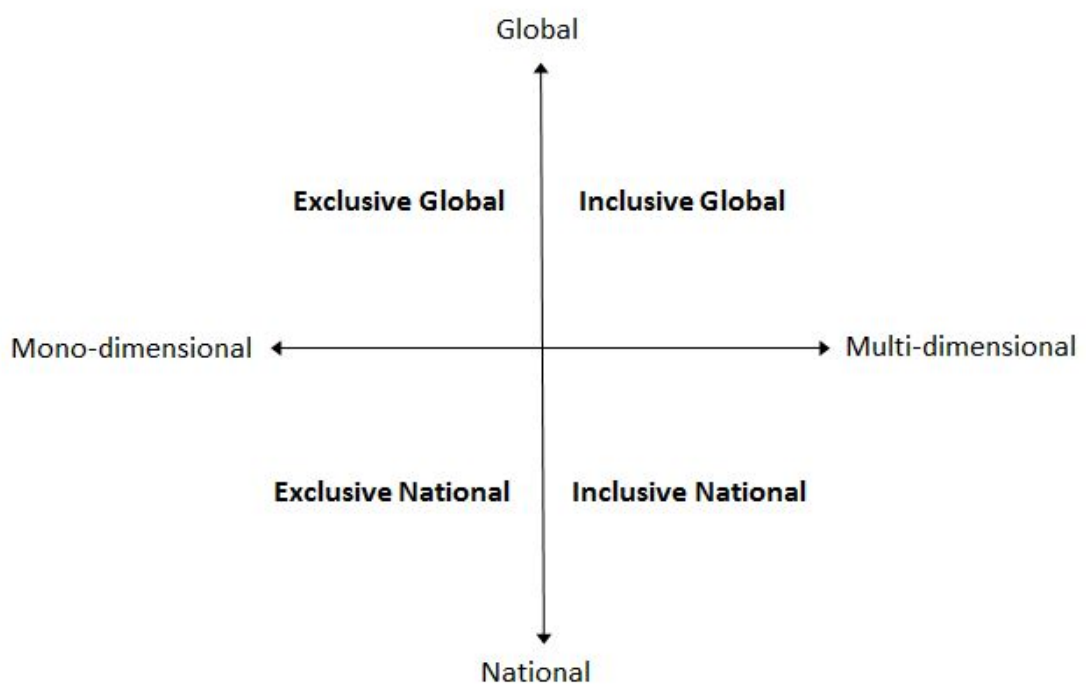 Global
Exclusive Global
Inclusive Global
Mono-dimensional
Multi-dimensional
Exclusive National
Inclusive National
National